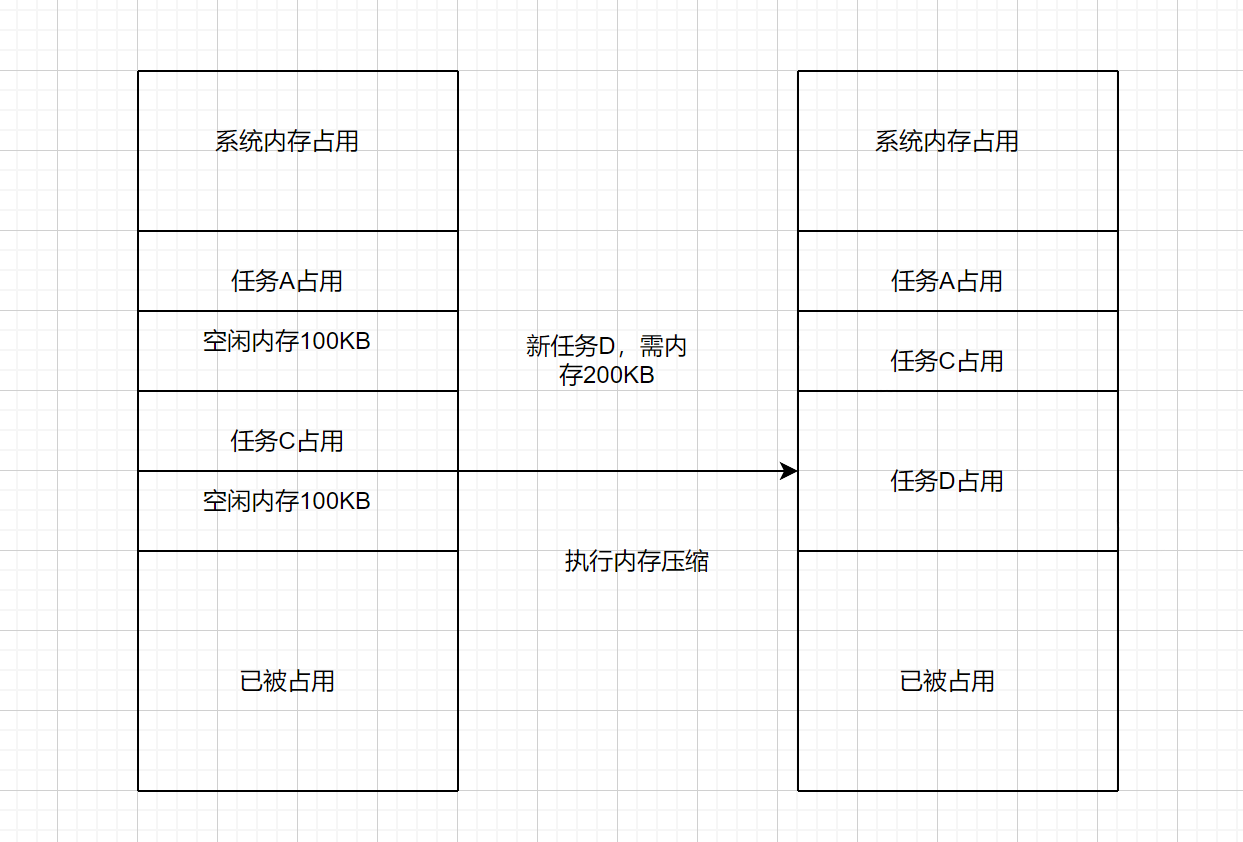 系统内存占用
任务A占用
空闲内存100KB
任务C占用
空闲内存100KB
已被占用
新任务D，需内
存200KB
执行内存压缩
系统内存占用
任务A占用
任务C占用
任务D占用
已被占用